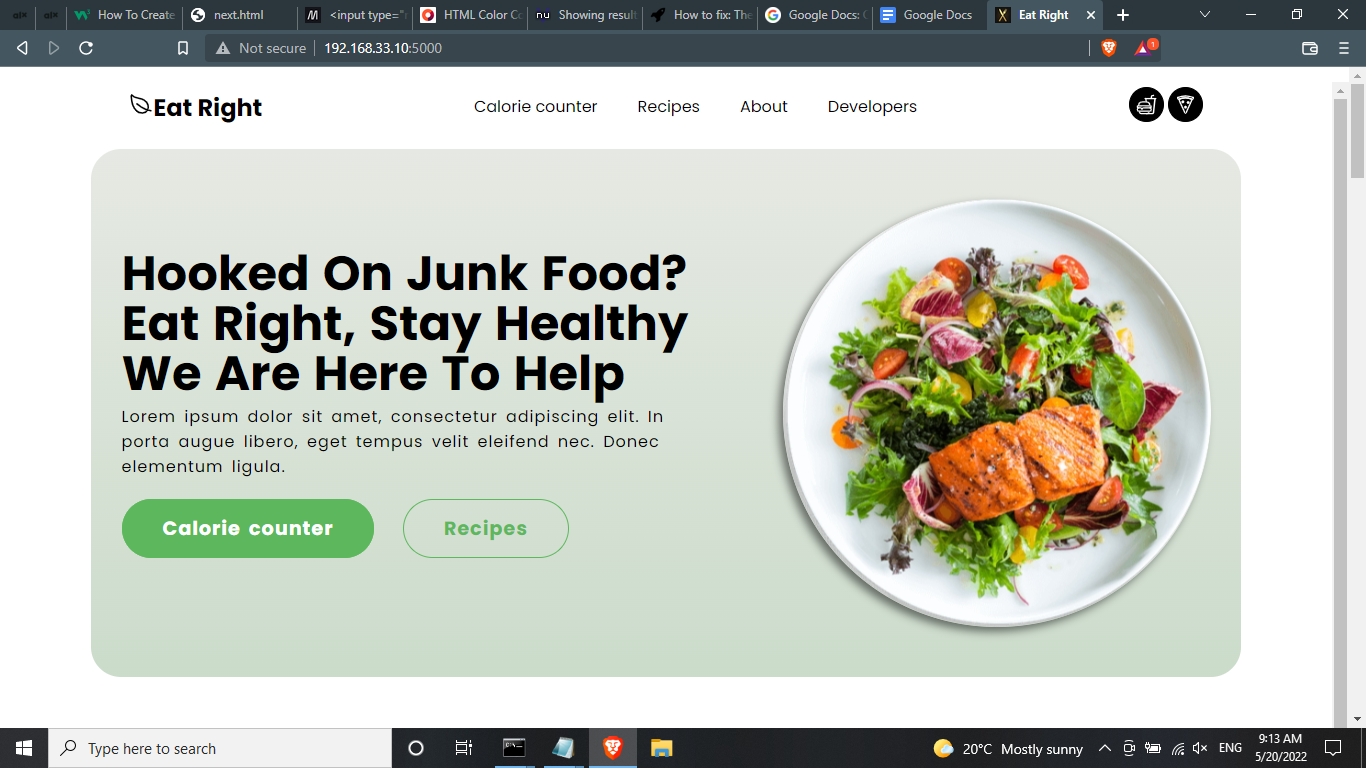 How To Create
next.html
<input type="
HTML Color Co
nu
Showing result
How to fix: The
Google Docs:
Google Docs
Eat Right
Not secure
192.168.33.10:5000
1
Eat Right
Calorie counter
Recipes
About
Developers
Hooked On Junk Food?
Eat Right, Stay Healthy
We Are Here To Help
Lorem ipsum dolor sit amet, consectetur adipiscing elit. In
porta augue libero, eget tempus velit eleifend nec. Donec
elementum ligula.
Calorie counter
Recipes
Type here to search
20°C Mostly sunny
ENG
9:13 AM
5/20/2022